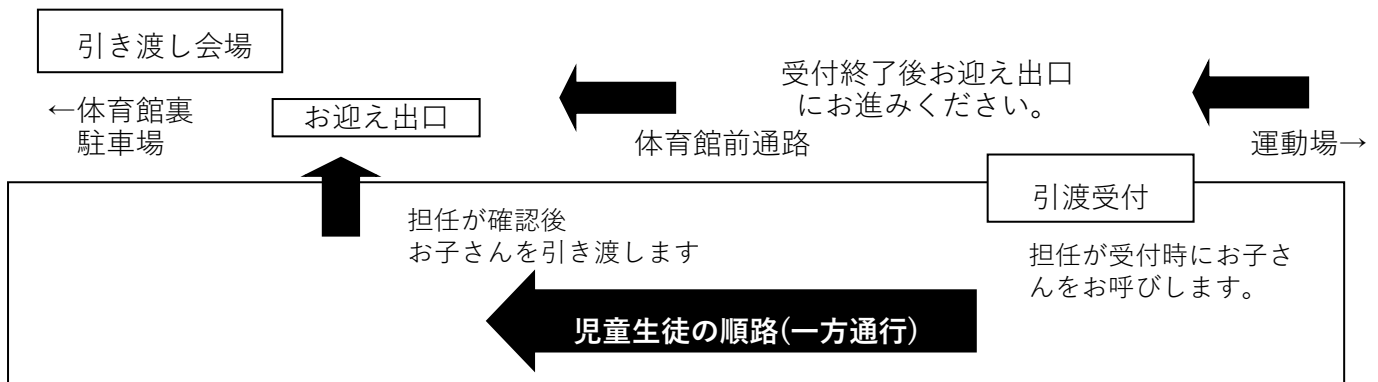 引き渡し会場
←体育館裏
駐車場
お迎え出口
受付終了後お迎え出口
にお進みください。
体育館前通路
運動場→
引渡受付
担任が確認後
お子さんを引き渡します
担任が受付時にお子さ
んをお呼びします。
児童生徒の順路(一方通行)